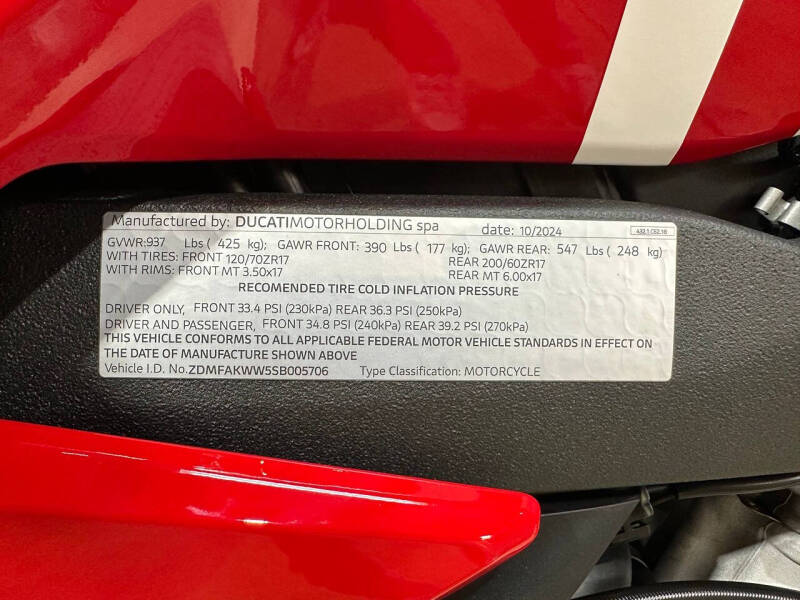 Manufactured by: DUCATIMOTORHOLDING spa date: 10/2024
GVWR:937 Lbs ( 425 kg); GAWR FRONT: 390 Lbs ( 177 kg); GAWR REAR: 547 Lbs ( 248 kg)
WITH TIRES: FRONT 120/70ZR17 REAR 200/60ZR17
WITH RIMS: FRONT MT 3.50x17 REAR MT 6.00x17
RECOMENDED TIRE COLD INFLATION PRESSURE
DRIVER ONLY, FRONT 33.4 PSI (230kPa) REAR 36.3 PSI (250kPa)
DRIVER AND PASSENGER, FRONT 34.8 PSI (240kPa) REAR 39.2 PSI (270kPa)
THIS VEHICLE CONFORMS TO ALL APPLICABLE FEDERAL MOTOR VEHICLE STANDARDS IN EFFECT ON
THE DATE OF MANUFACTURE SHOWN ABOVE
Vehicle I.D. No.ZDMFAKWW5SB005706 Type Classification: MOTORCYCLE